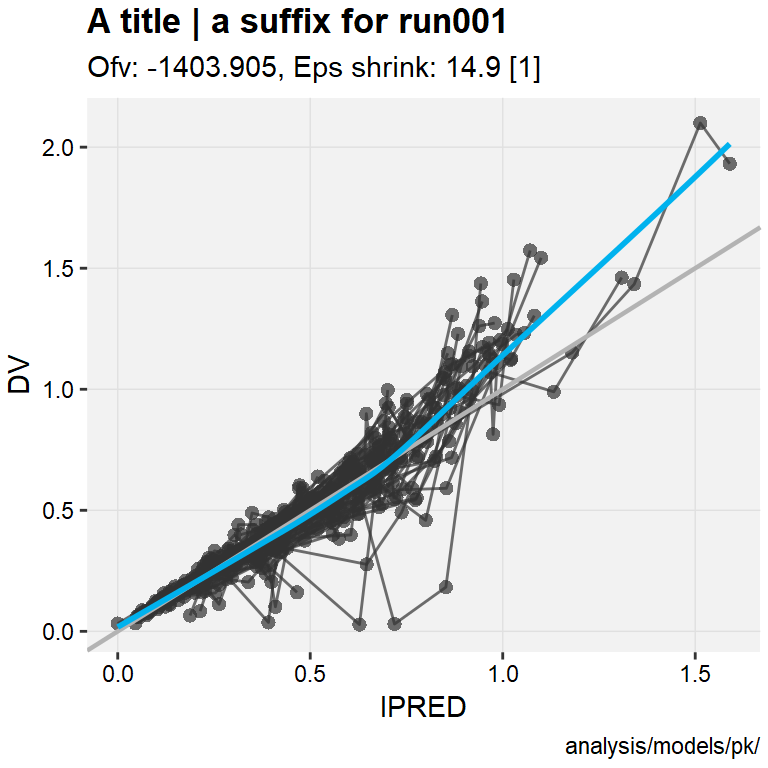 A title | a suffix for run001
Ofv: -1403.905, Eps shrink: 14.9 [1]
2.0
1.5
1.0
0.5
0.0
DV
0.0 0.5 1.0 1.5
IPRED
analysis/models/pk/